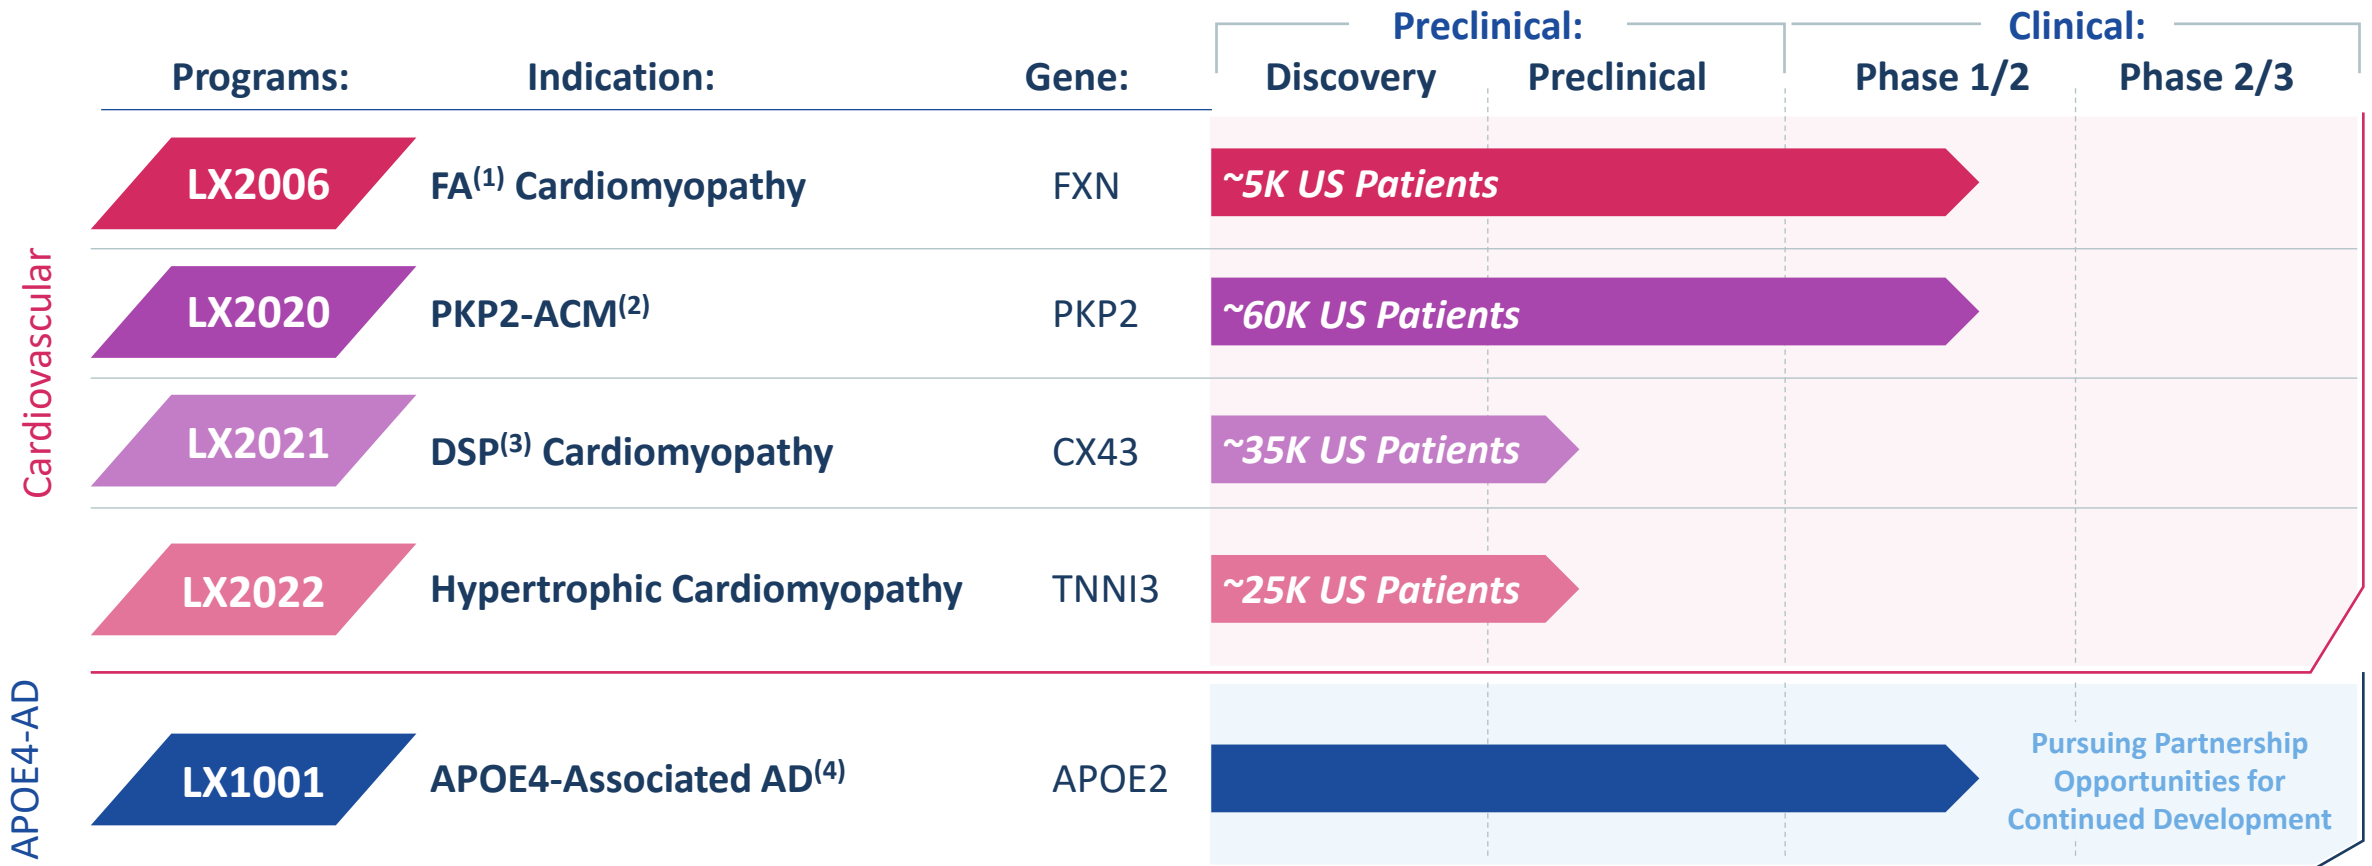 Preclinical:
Clinical:
Programs:
Indication:
Gene:
Discovery
Preclinical
Phase 1/2
Phase 2/3
Cardiovascular
LX2006
FA(1) Cardiomyopathy
FXN
~5K US Patients
LX2020
PKP2-ACM(2)
PKP2
~60K US Patients
LX2021
DSP(3) Cardiomyopathy
CX43
~35K US Patients
LX2022
Hypertrophic Cardiomyopathy
TNNI3
~25K US Patients
APOE4-AD
LX1001
APOE4-Associated AD(4)
APOE2
Pursuing Partnership
Opportunities for
Continued Development